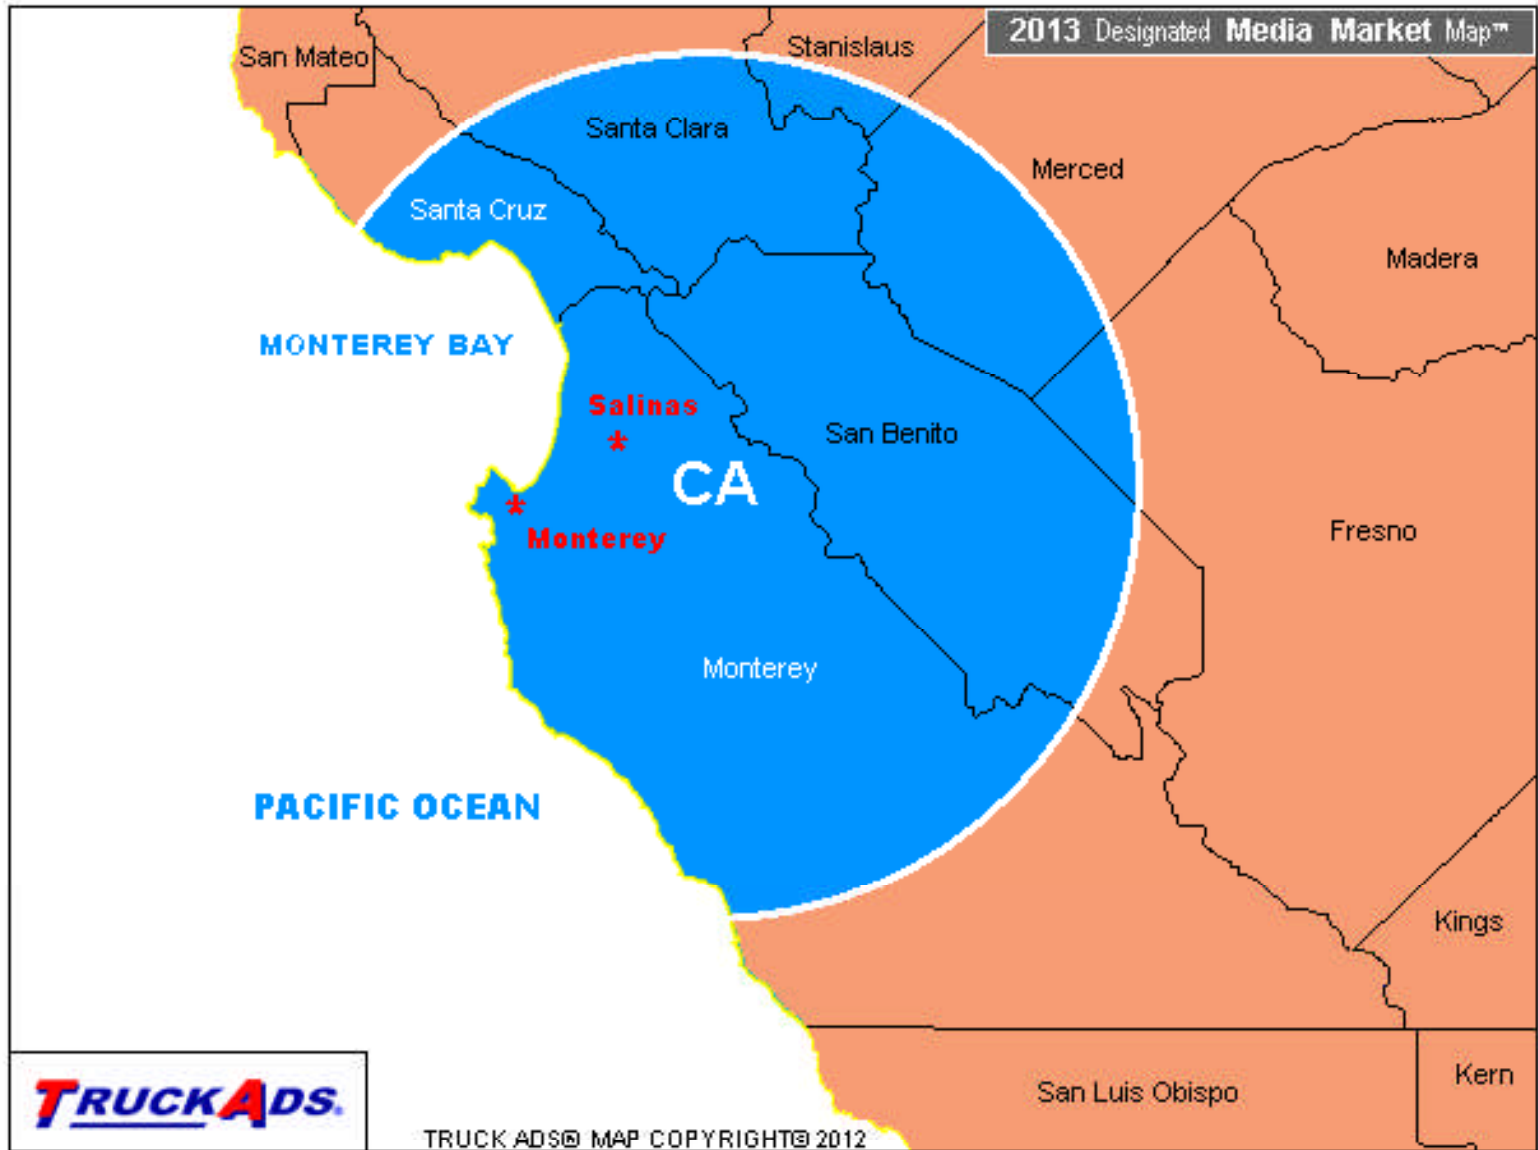 2013 Designated Media Market Map™
San Mateo
Stanislaus
Santa Clara
Merced
Santa Cruz
Madera
MONTEREY BAY
Salinas
*
San Benito
CA
*
Monterey
Fresno
Monterey
PACIFIC OCEAN
Kings
San Luis Obispo
Kern
TRUCKADS®
TRUCK ADS® MAP COPYRIGHT© 2012